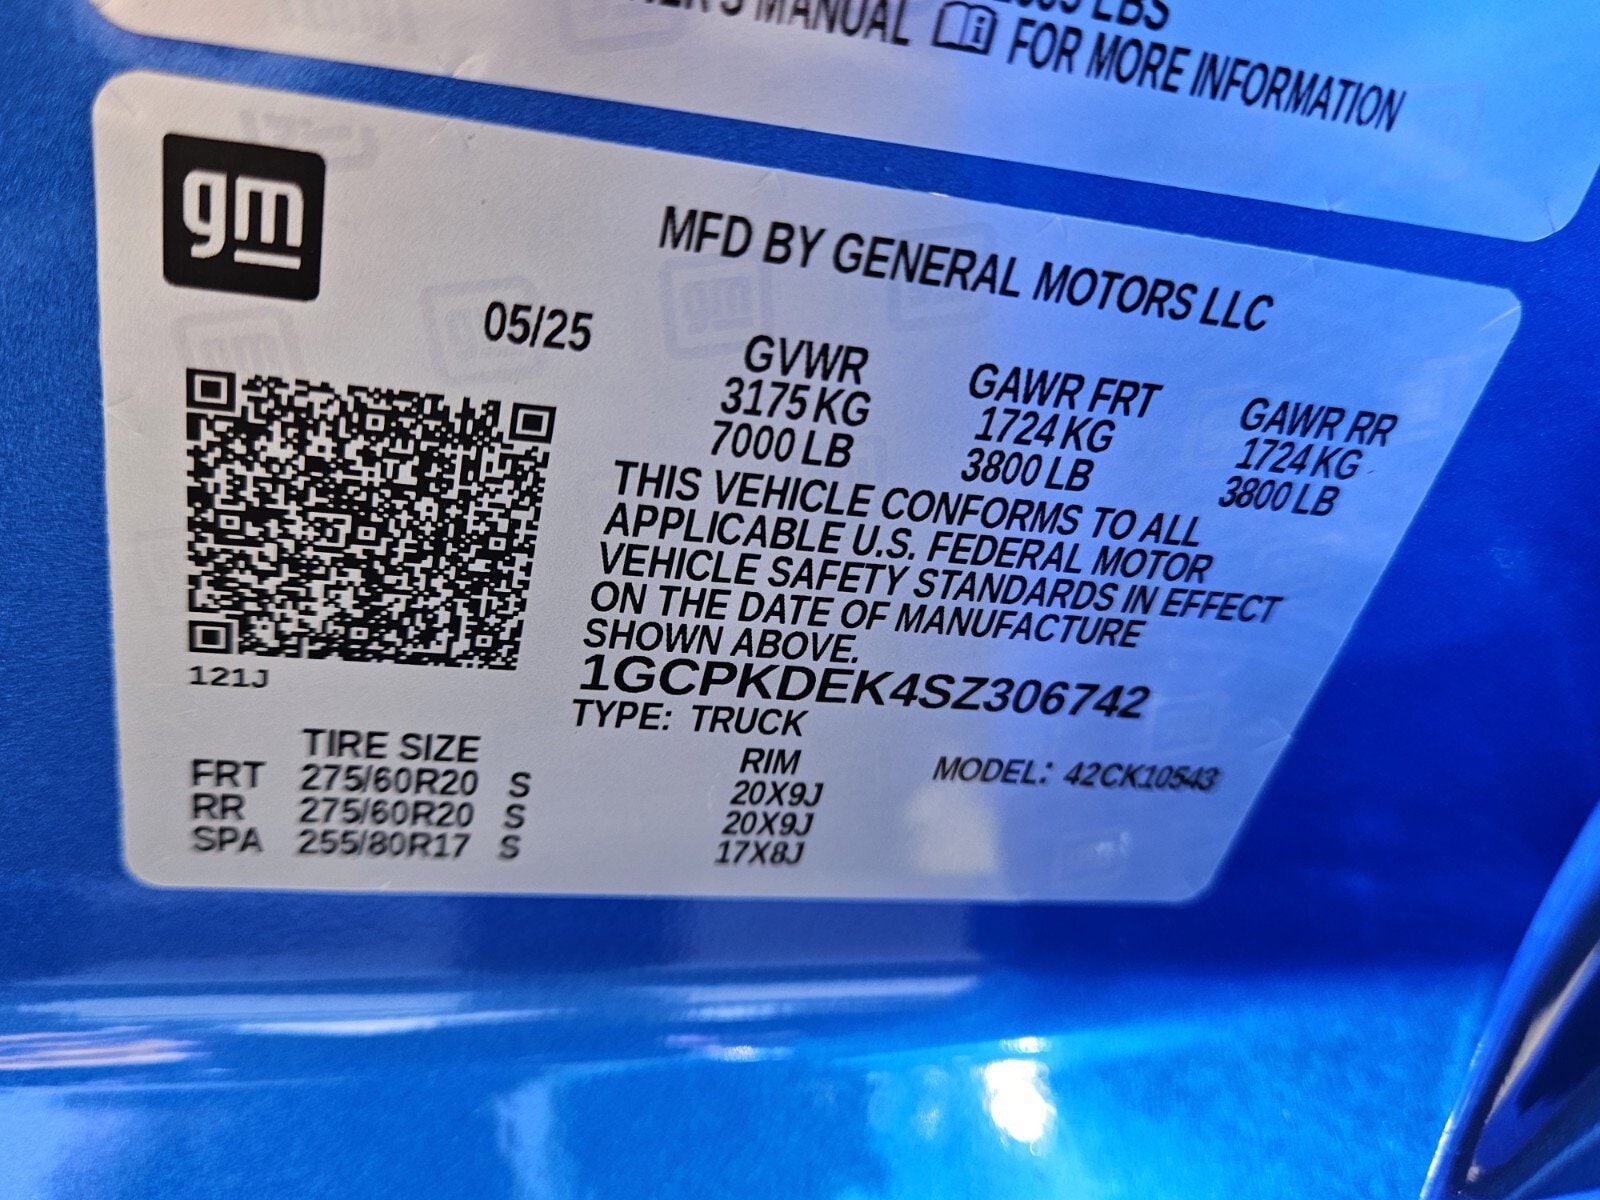 'S MANUAL FOR MORE INFORMATION
gm
MFD BY GENERAL MOTORS LLC
05/25
GVWR GAWR FRT GAWR RR
3175 KG 1724 KG 1724 KG
7000 LB 3800 LB 3800 LB
THIS VEHICLE CONFORMS TO ALL
APPLICABLE U.S. FEDERAL MOTOR
VEHICLE SAFETY STANDARDS IN EFFECT
ON THE DATE OF MANUFACTURE
SHOWN ABOVE.
1GCPKDEK4SZ306742
TYPE: TRUCK
121J
TIRE SIZE RIM MODEL: 42CK10543
FRT 275/60R20 S 20X9J
RR 275/60R20 S 20X9J
SPA 255/80R17 S 17X8J